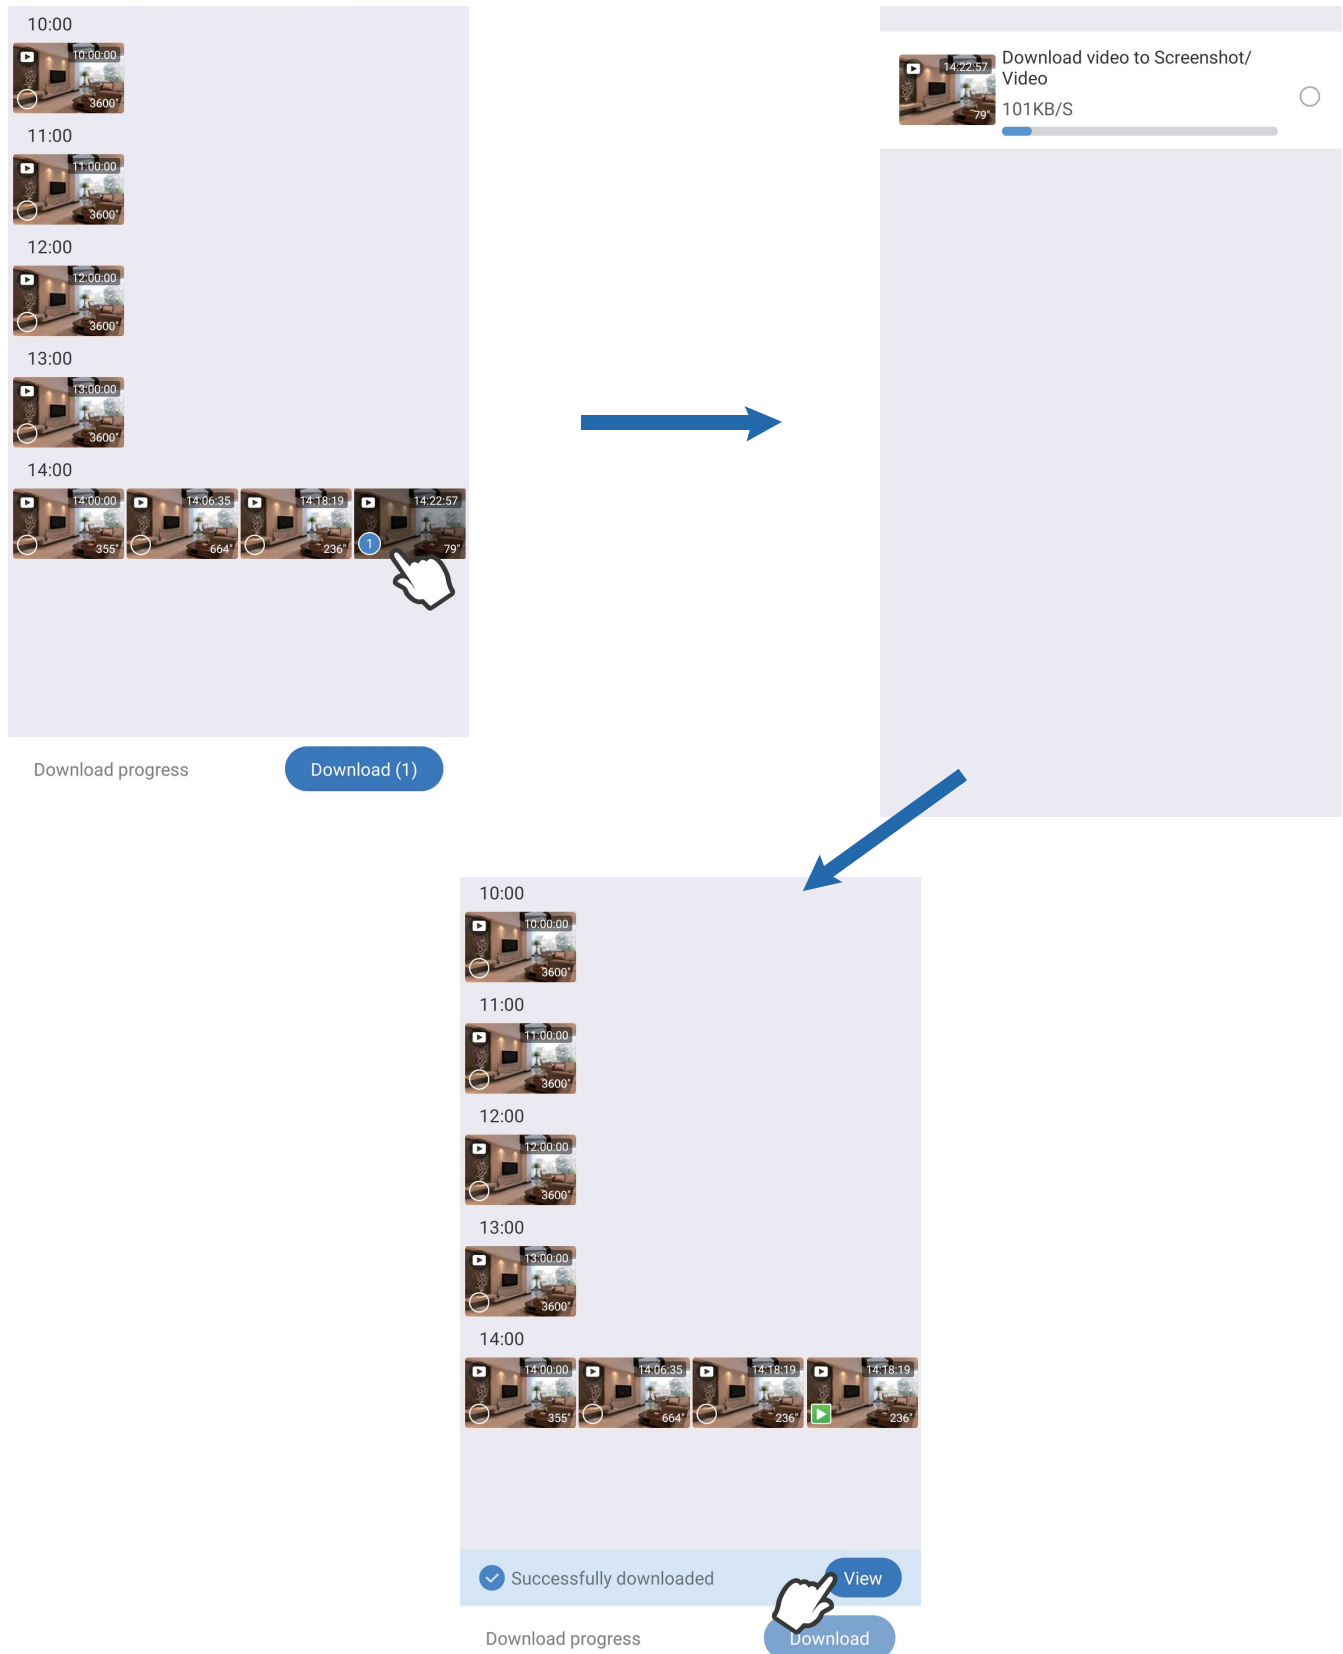 10:00
10:00:00
3600"
11:00
11:00:00
3600"
12:00
12:00:00
3600"
13:00
13:00:00
3600"
14:00
14:00:00 14:06:35 14:18:19 14:22:57
1
355" 664" 236" 79"
Download progress Download (1)
14:22:57
79"
Download video to Screenshot/
Video
101KB/S
10:00
10:00:00
3600"
11:00
11:00:00
3600"
12:00
12:00:00
3600"
13:00
13:00:00
3600"
14:00
14:00:00 14:06:35 14:18:19 14:18:19
355" 664" 236" 236"
Successfully downloaded View
Download progress Download